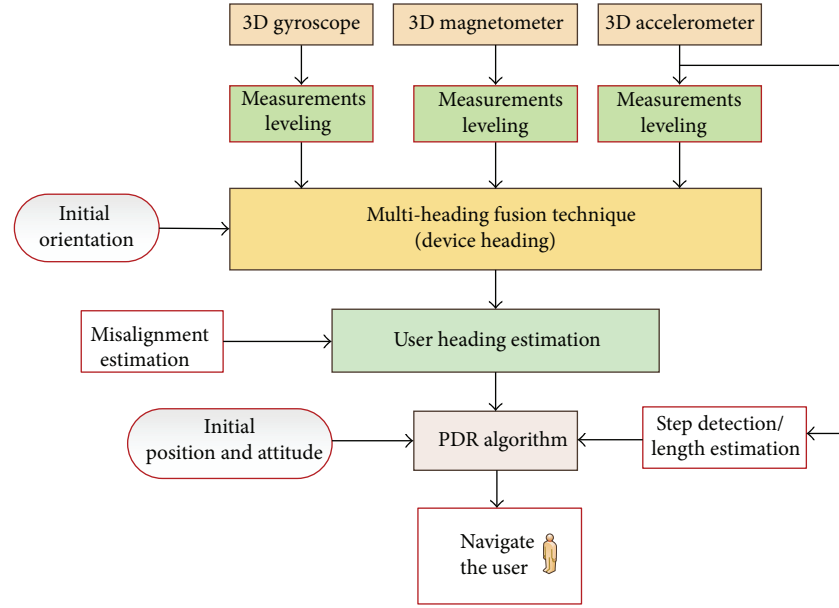 3D gyroscope
3D magnetometer
3D accelerometer
Measurements
leveling
Measurements
leveling
Measurements
leveling
Initial
orientation
Multi-heading fusion technique
(device heading)
Misalignment
estimation
User heading estimation
Initial
position and attitude
PDR algorithm
Step detection/
length estimation
Navigate
the user